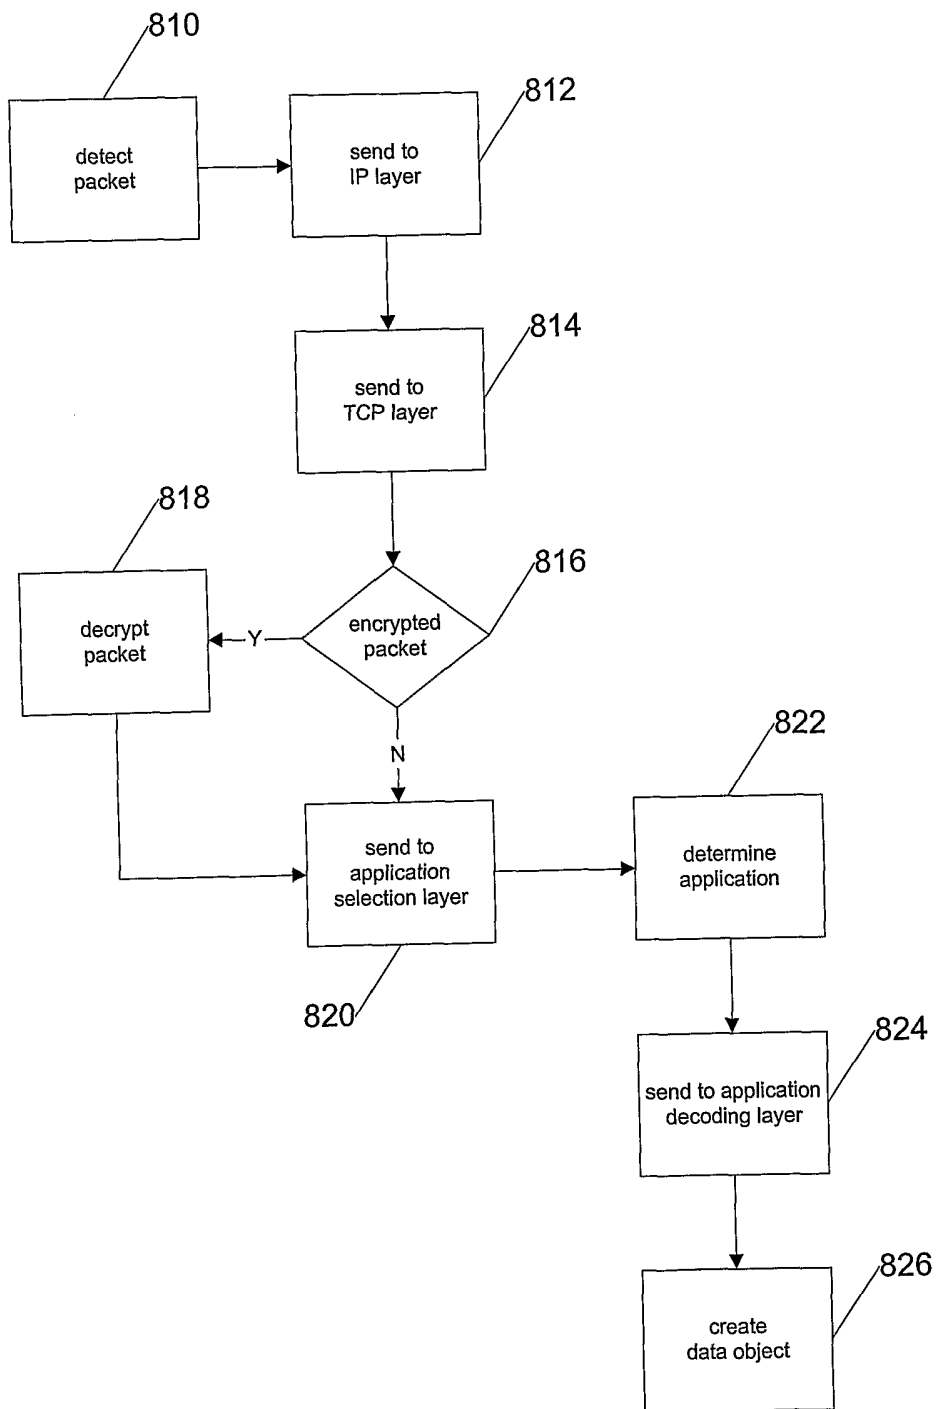 810
detect
packet
812
send to
IP layer
814
send to
TCP layer
816
encrypted
packet
Y
818
decrypt
packet
N
820
send to
application
selection layer
822
determine
application
824
send to application
decoding layer
826
create
data object